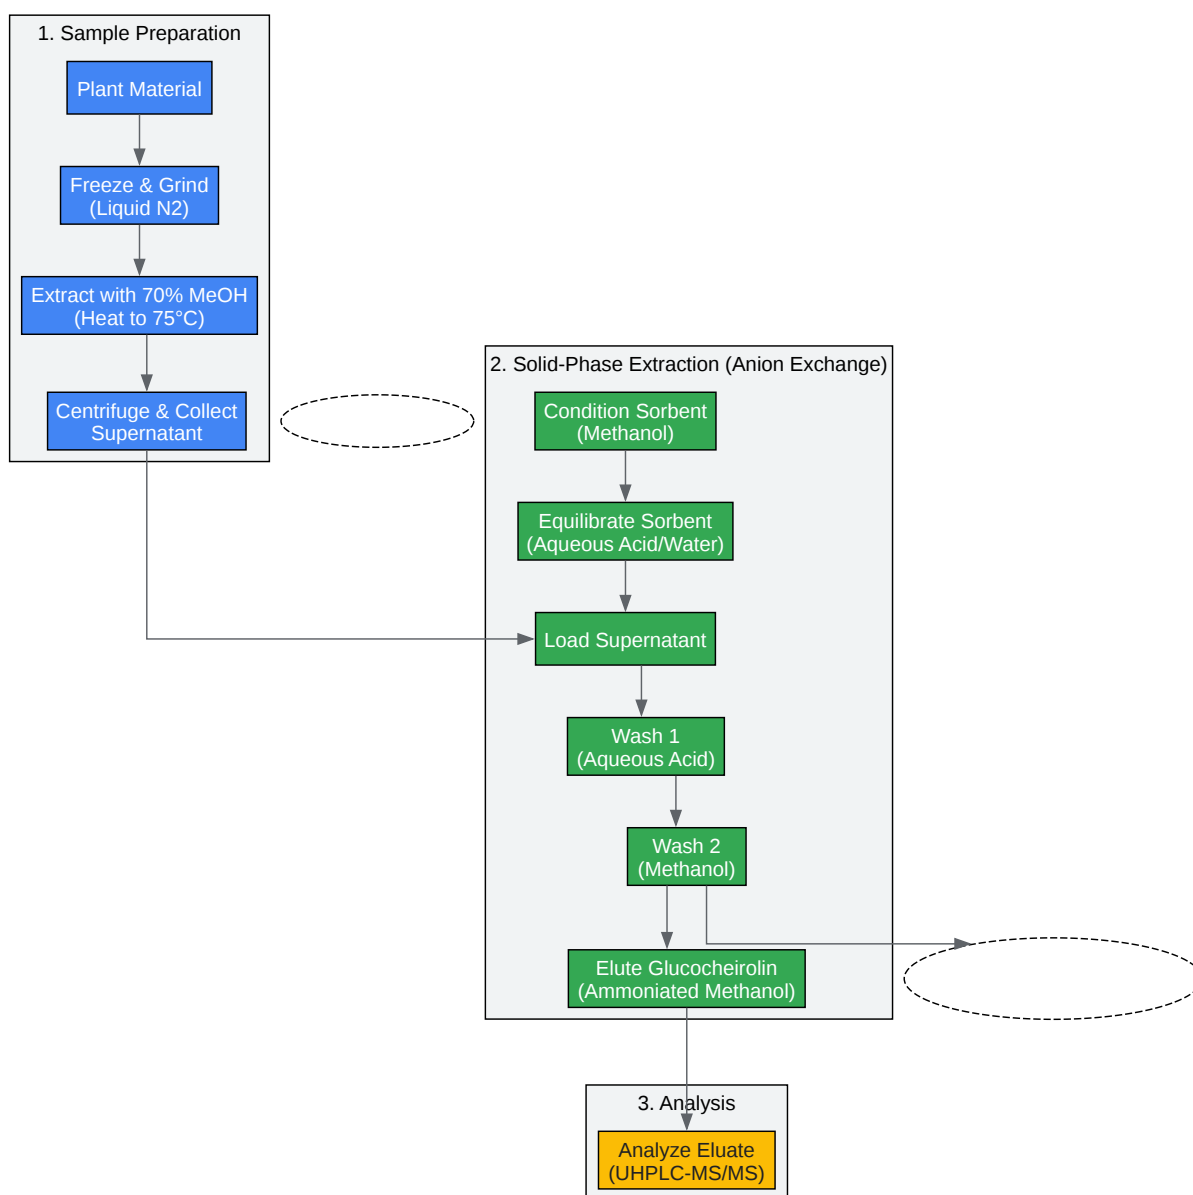 1. Sample Preparation
Plant Material
Freeze & Grind
(Liquid N2)
Extract with 70% MeOH
(Heat to 75°C)
Centrifuge & Collect
Supernatant
2. Solid-Phase Extraction (Anion Exchange)
Condition Sorbent
(Methanol)
Equilibrate Sorbent
(Aqueous Acid/Water)
Load Supernatant
Wash 1
(Aqueous Acid)
Wash 2
(Methanol)
Elute Glucocheirolin
(Ammoniated Methanol)
3. Analysis
Analyze Eluate
(UHPLC-MS/MS)